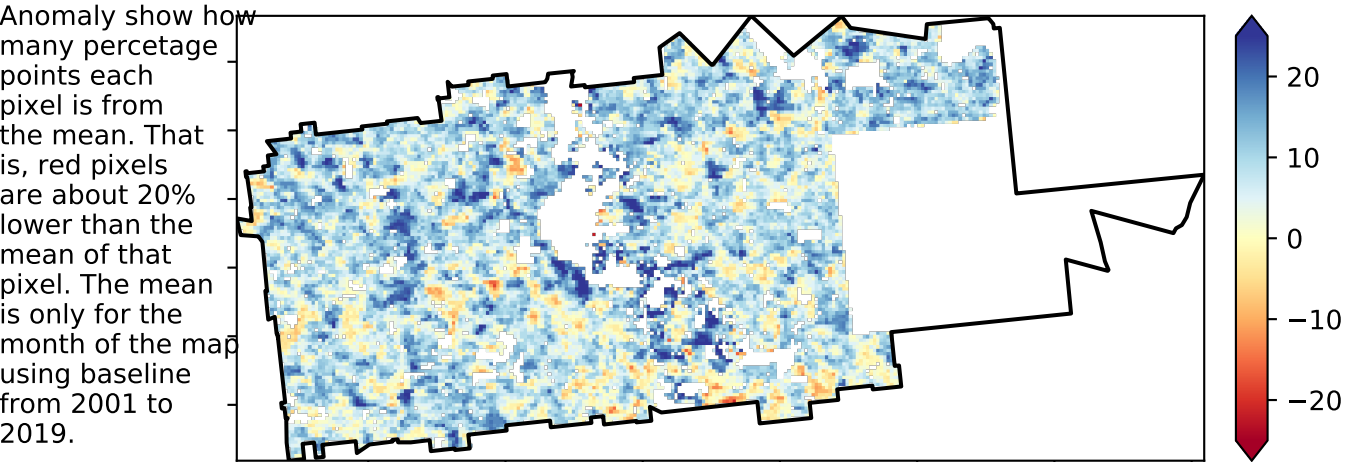 Anomaly show how
many percetage
points each
pixel is from
the mean. That
is, red pixels
are about 20%
lower than the
mean of that
pixel. The mean
is only for the
month of the map
using baseline
from 2001 to
2019.
20
10
0
−10
−20